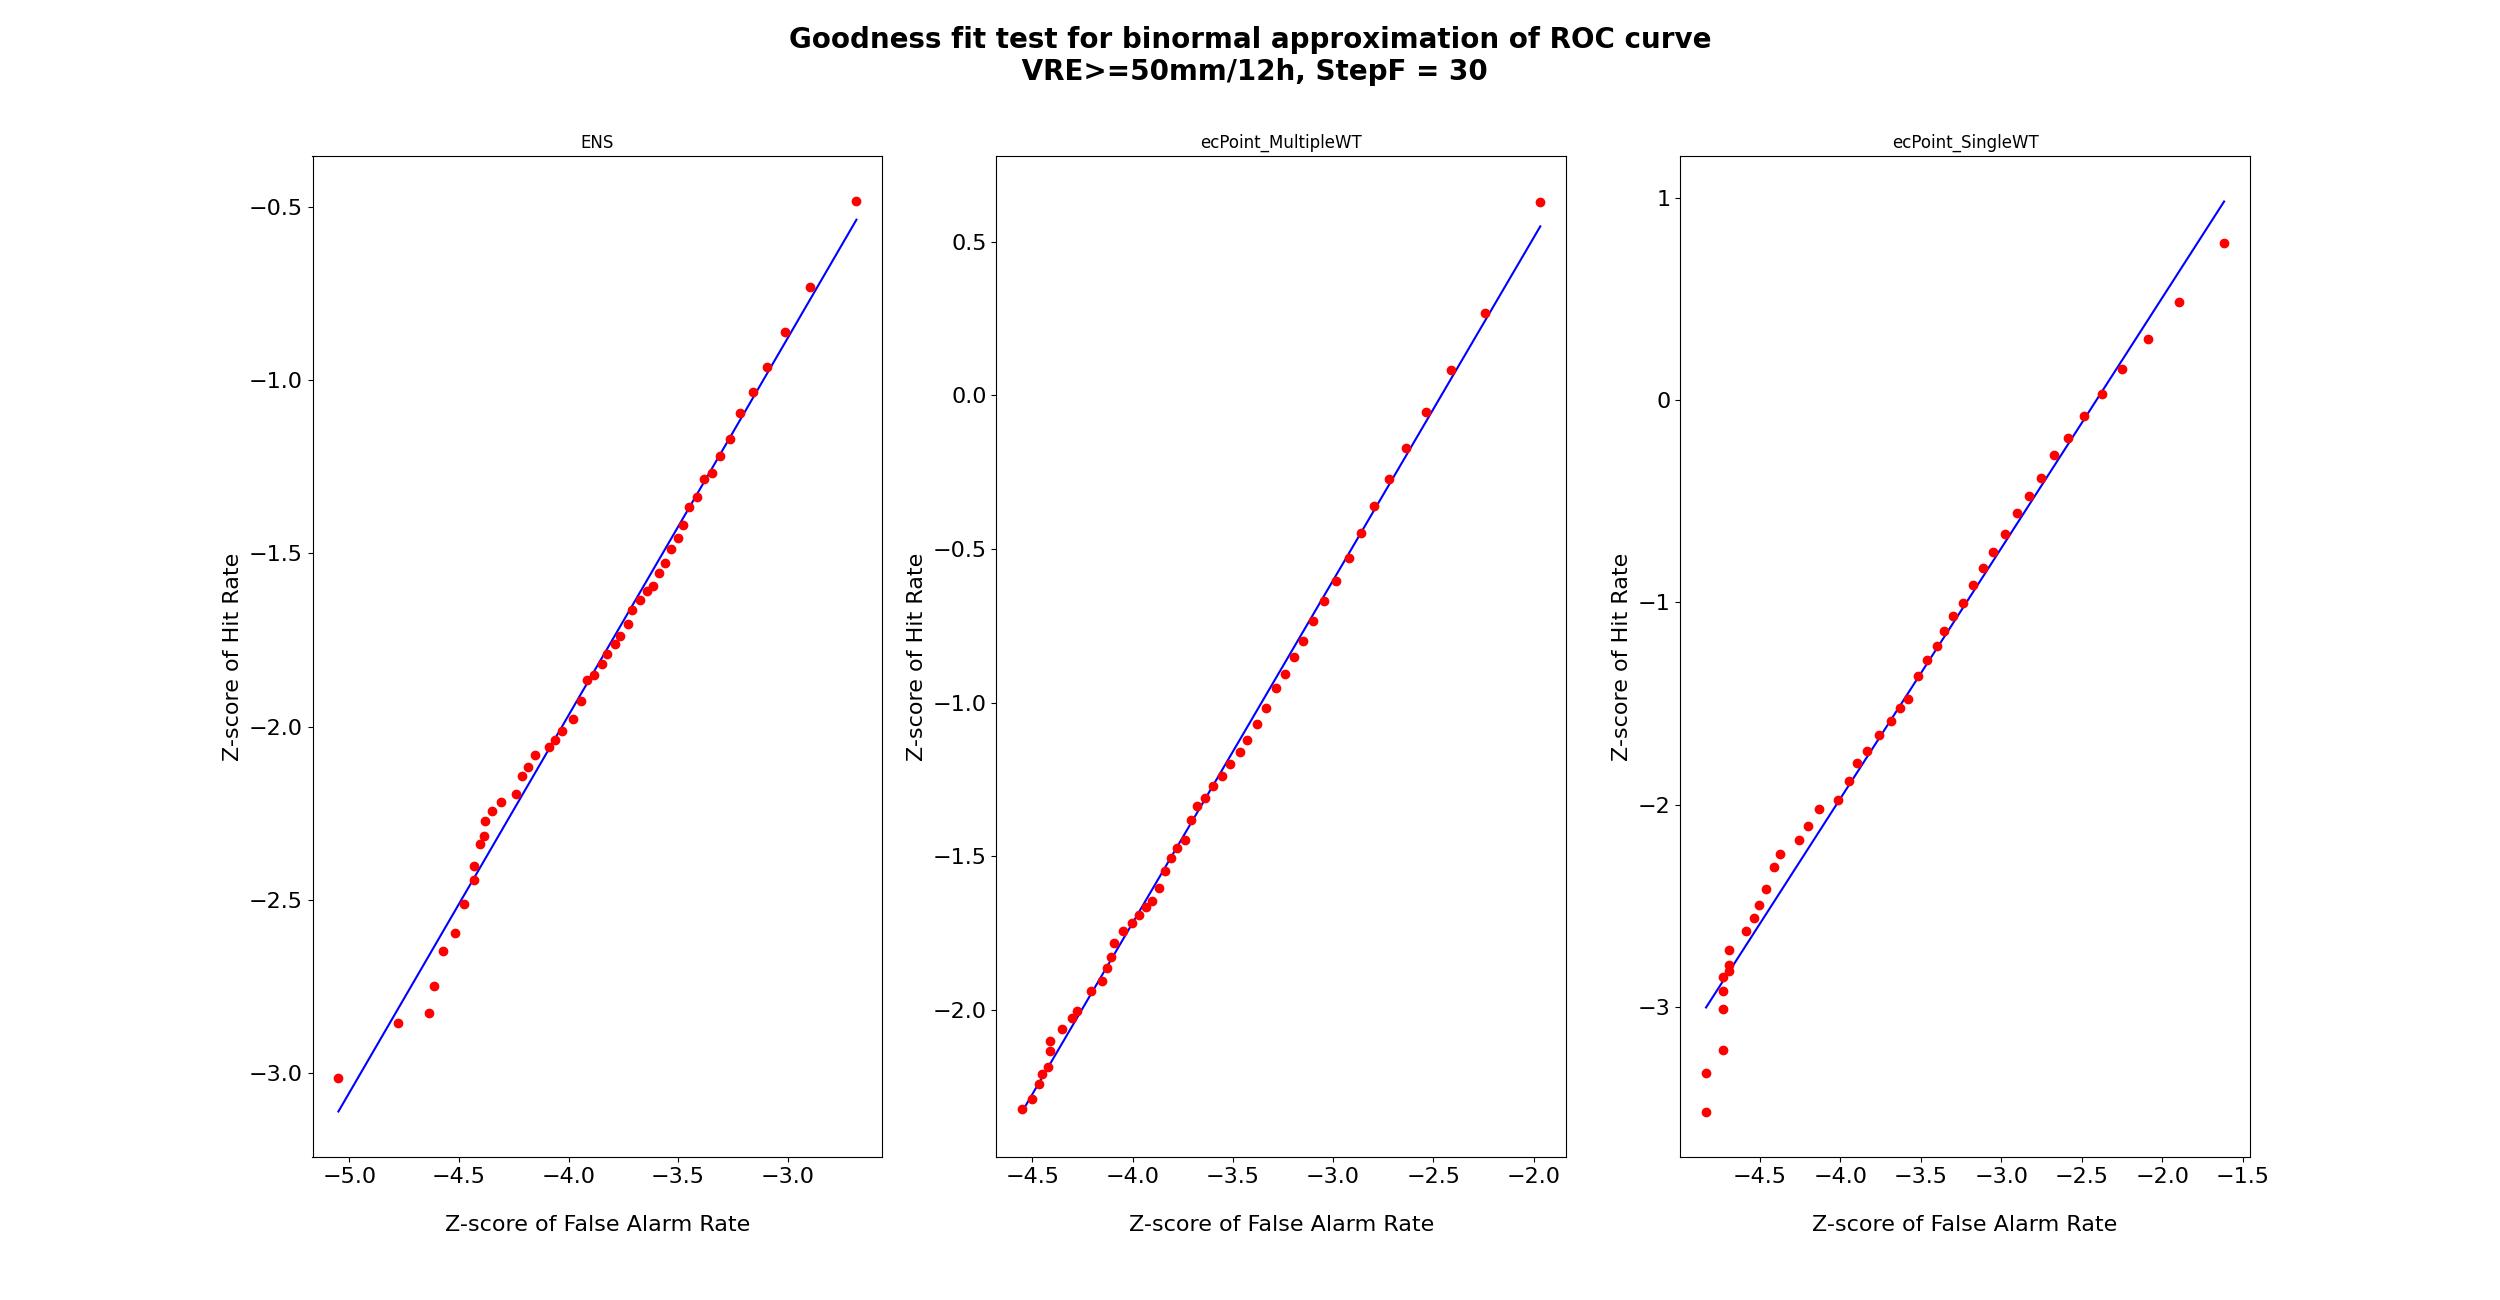 Goodness fit test for binormal approximation of ROC curve
VRE>=50mm/12h, StepF = 30
ENS
−0.5
−1.0
−1.5
−2.0
−2.5
−3.0
Z-score of Hit Rate
−5.0 −4.5 −4.0 −3.5 −3.0
Z-score of False Alarm Rate
ecPoint_MultipleWT
0.5
0.0
−0.5
−1.0
−1.5
−2.0
Z-score of Hit Rate
−4.5 −4.0 −3.5 −3.0 −2.5 −2.0
Z-score of False Alarm Rate
ecPoint_SingleWT
1
0
−1
−2
−3
Z-score of Hit Rate
−4.5 −4.0 −3.5 −3.0 −2.5 −2.0 −1.5
Z-score of False Alarm Rate